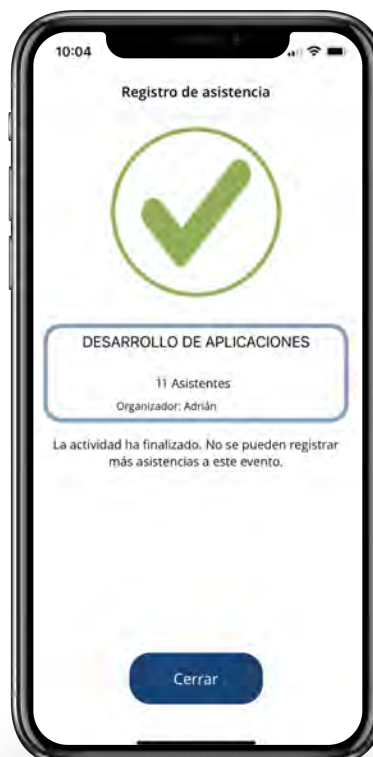 10:04
Registro de asistencia
DESARROLLO DE APLICACIONES
11 Asistentes
Organizador: Adrián
La actividad ha finalizado. No se pueden registrar
más asistencias a este evento.
Cerrar